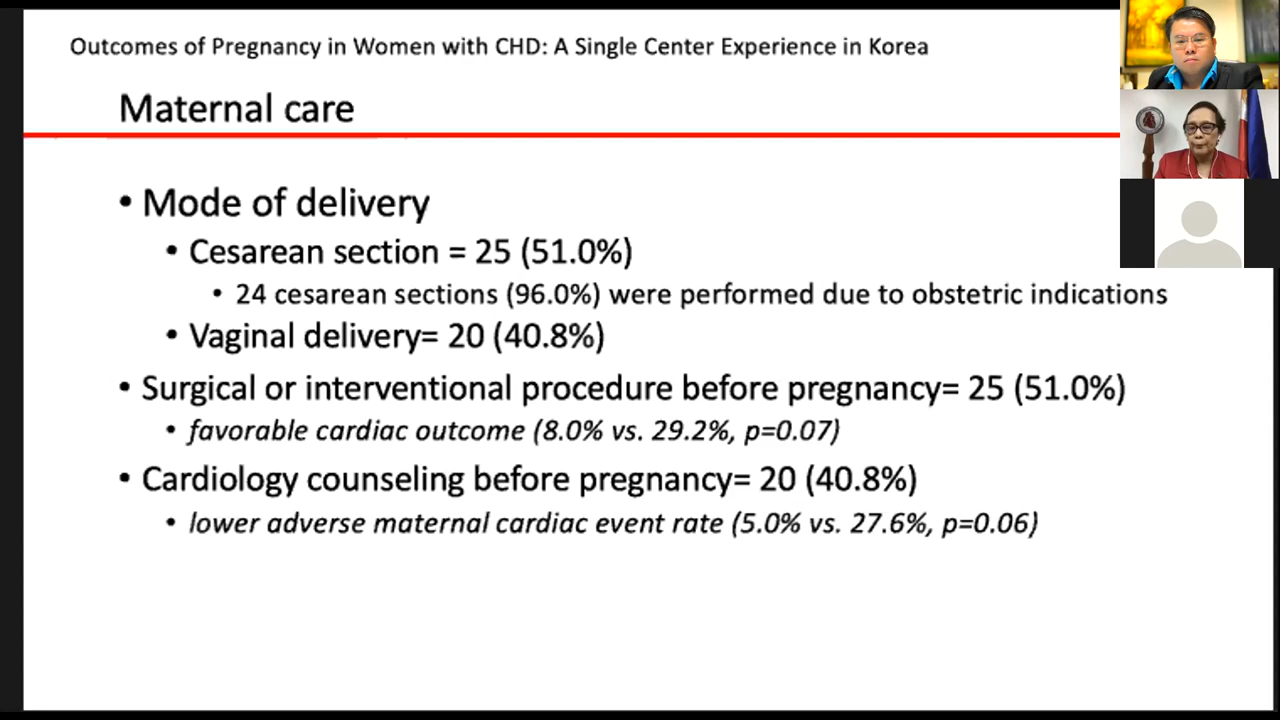 Outcomes of Pregnancy in Women with CHD: A Single Center Experience in Korea
Maternal care
• Mode of delivery
• Cesarean section = 25 (51.0%)
• 24 cesarean sections (96.0%) were performed due to obstetric indications
• Vaginal delivery= 20 (40.8%)
• Surgical or interventional procedure before pregnancy= 25 (51.0%)
• favorable cardiac outcome (8.0% vs. 29.2%, p=0.07)
• Cardiology counseling before pregnancy= 20 (40.8%)
• lower adverse maternal cardiac event rate (5.0% vs. 27.6%, p=0.06)